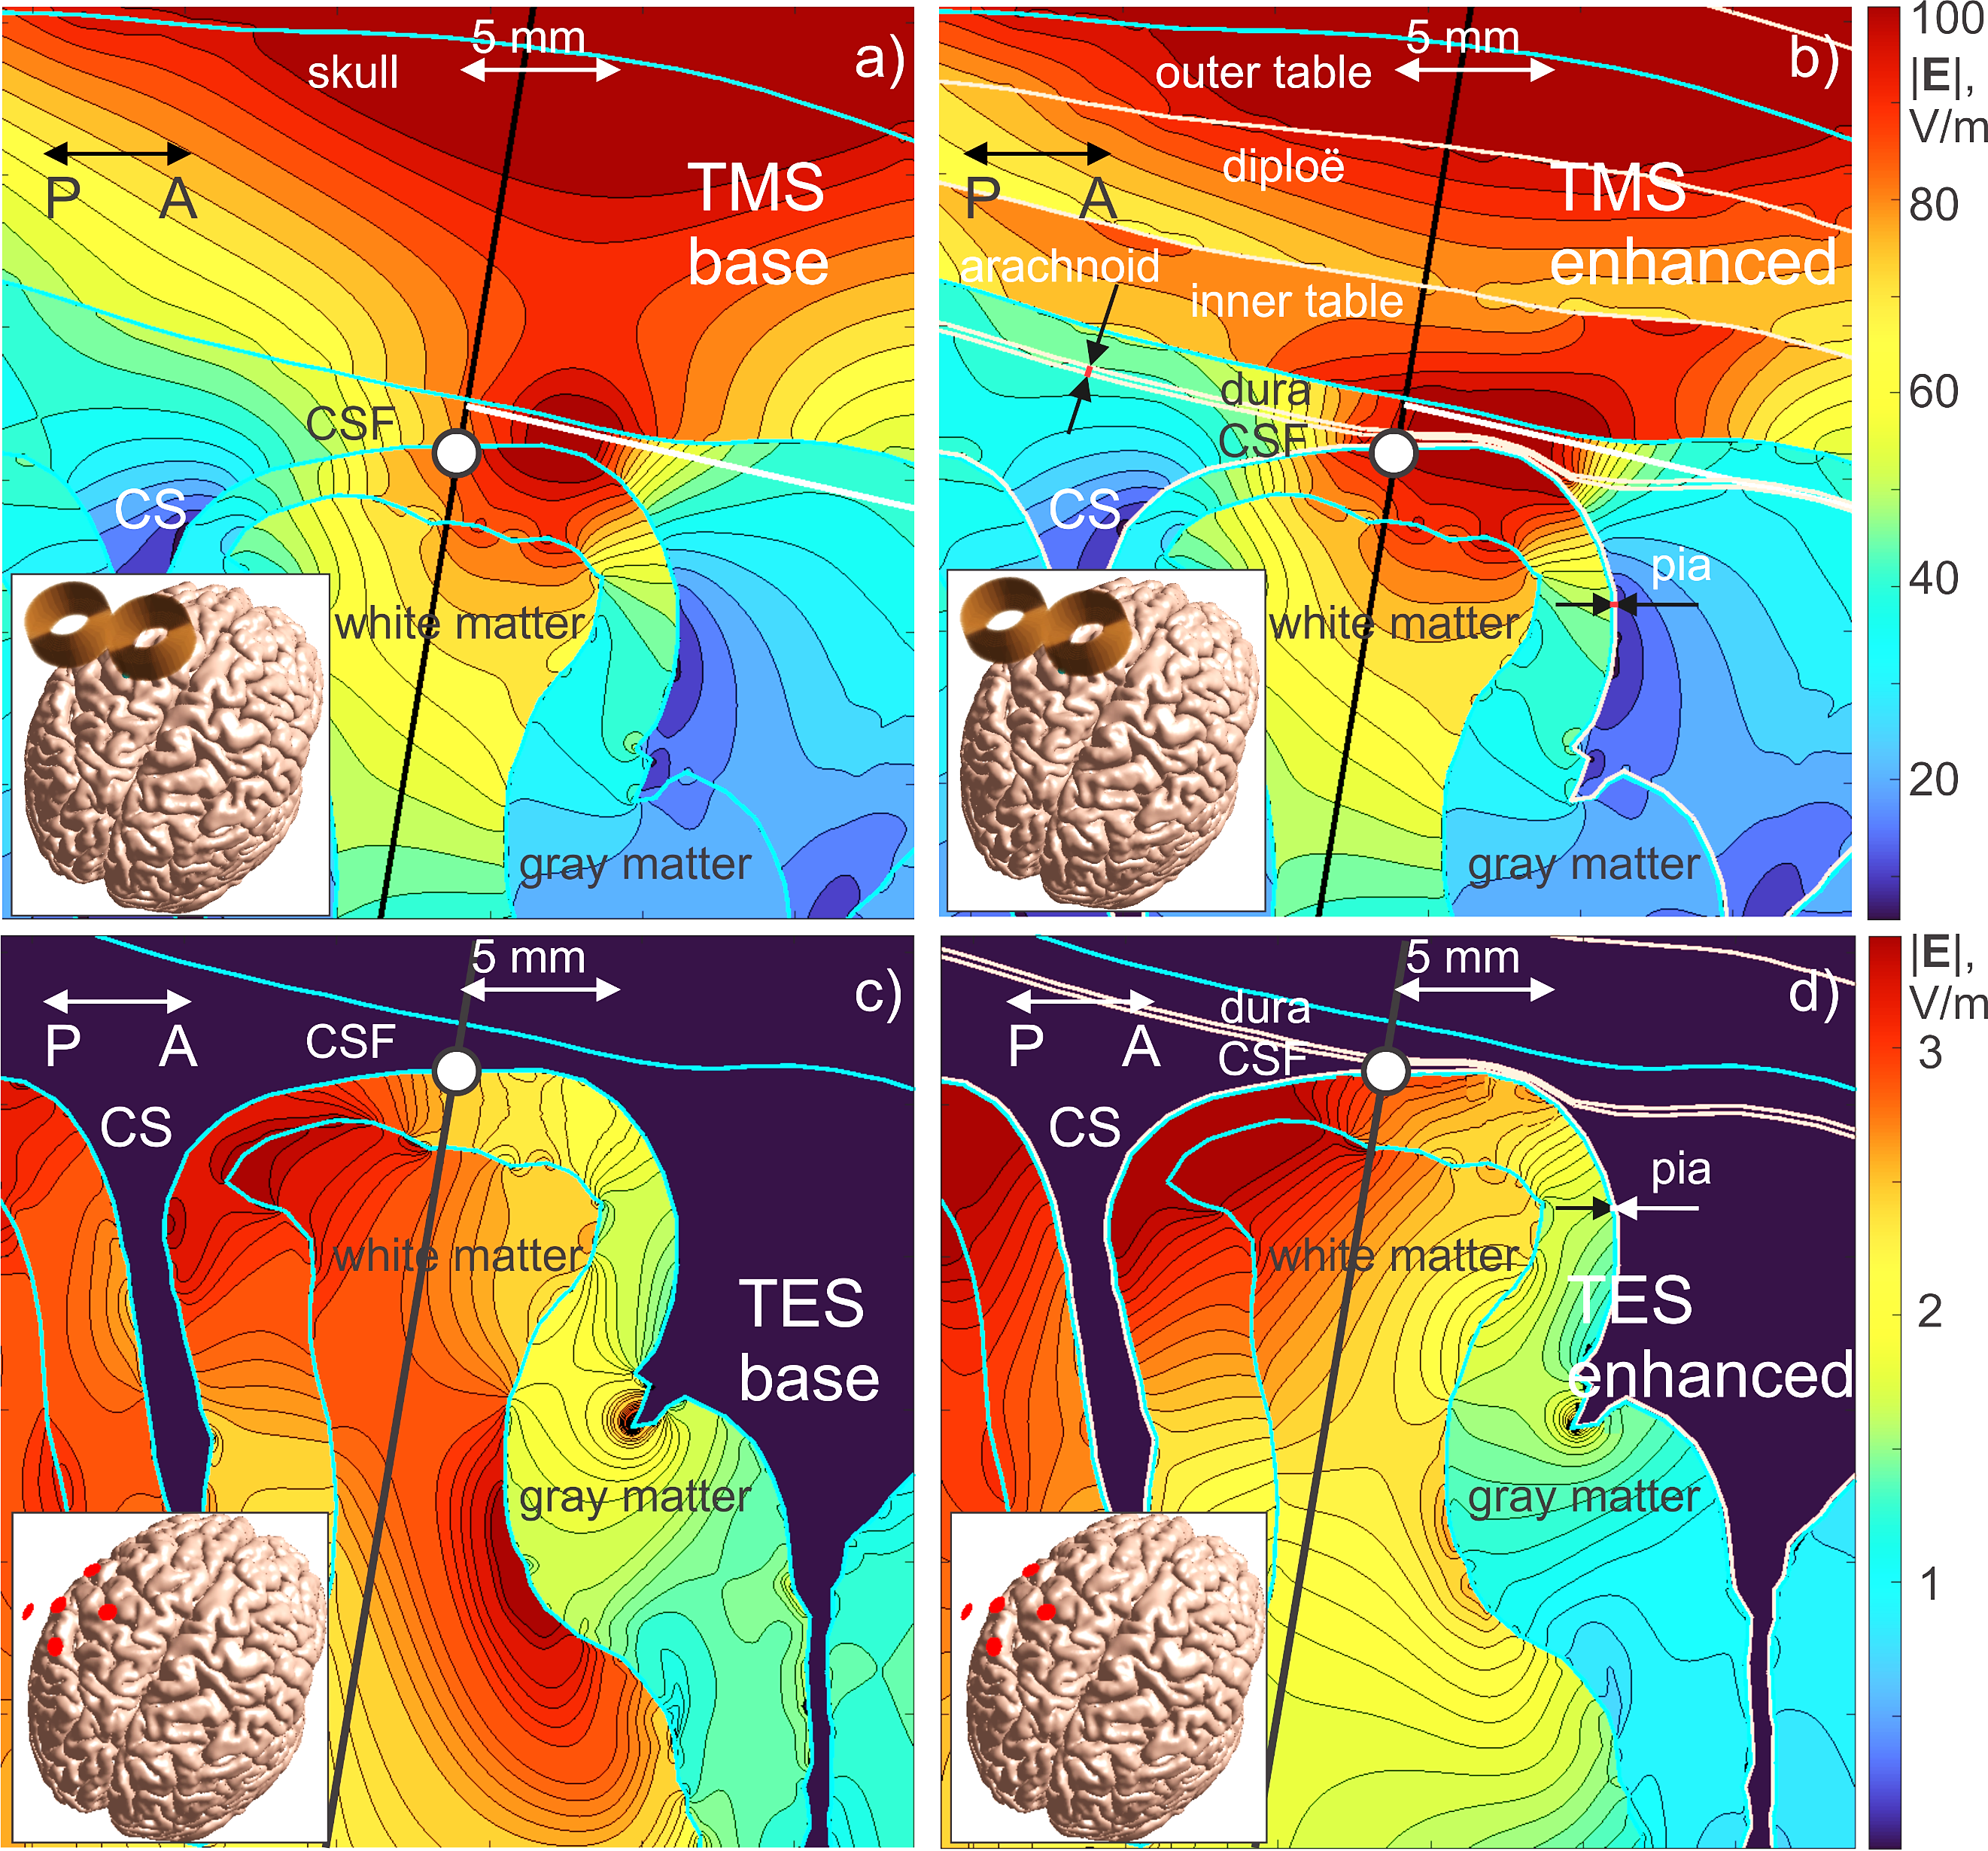 5 mm
skull
a)
P A
TMS
base
CSF
CS
white matter
gray matter
5 mm
outer table
b)
diploë
P A
TMS
enhanced
arachnoid
inner table
dura
CSF
CS
pia
white matter
gray matter
100
|E|,
V/m
80
60
40
20
5 mm
c)
P A
CSF
CS
white matter
TES
base
gray matter
5 mm
d)
dura
P A
CSF
CS
pia
white matter
TES
enhanced
gray matter
|E|,
V/m
3
2
1